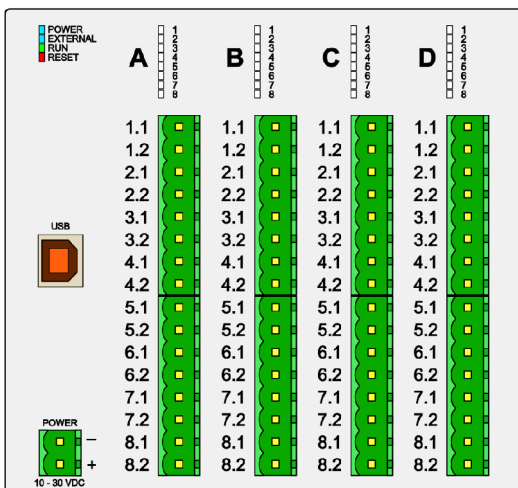 POWER
EXTERNAL
RUN
RESET
A 1 2 3 4 5 6 7 8
B 1 2 3 4 5 6 7 8
C 1 2 3 4 5 6 7 8
D 1 2 3 4 5 6 7 8
1.1 1.1 1.1 1.1
1.2 1.2 1.2 1.2
2.1 2.1 2.1 2.1
2.2 2.2 2.2 2.2
3.1 3.1 3.1 3.1
USB
3.2 3.2 3.2 3.2
4.1 4.1 4.1 4.1
4.2 4.2 4.2 4.2
5.1 5.1 5.1 5.1
5.2 5.2 5.2 5.2
6.1 6.1 6.1 6.1
6.2 6.2 6.2 6.2
7.1 7.1 7.1 7.1
7.2 7.2 7.2 7.2
POWER
− 8.1 8.1 8.1 8.1
+ 8.2 8.2 8.2 8.2
10 - 30 VDC